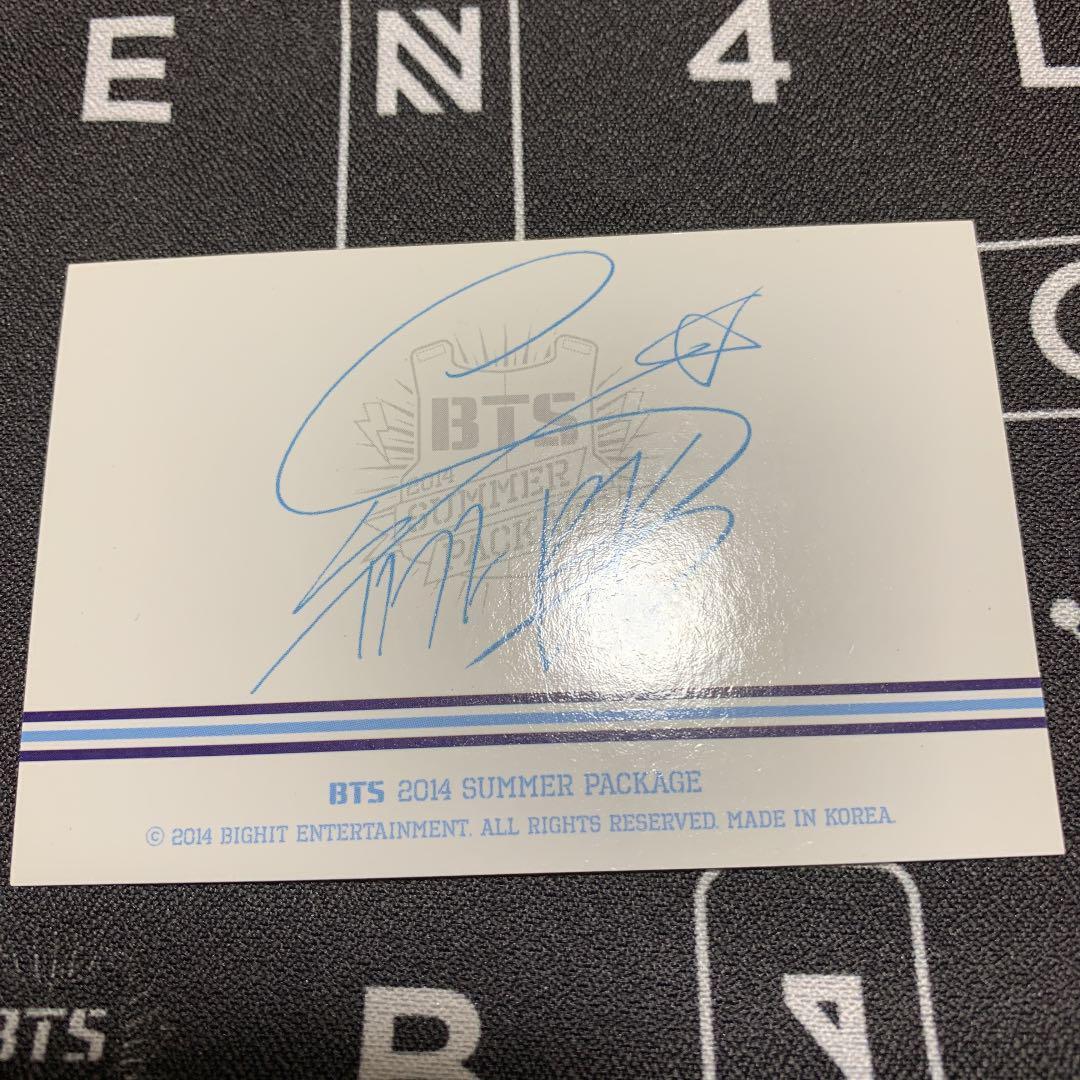 E N 4
BTS
2014
SUMMER
PACK
BTS 2014 SUMMER PACKAGE
© 2014 BIGHIT ENTERTAINMENT. ALL RIGHTS RESERVED. MADE IN KOREA
BTS
B